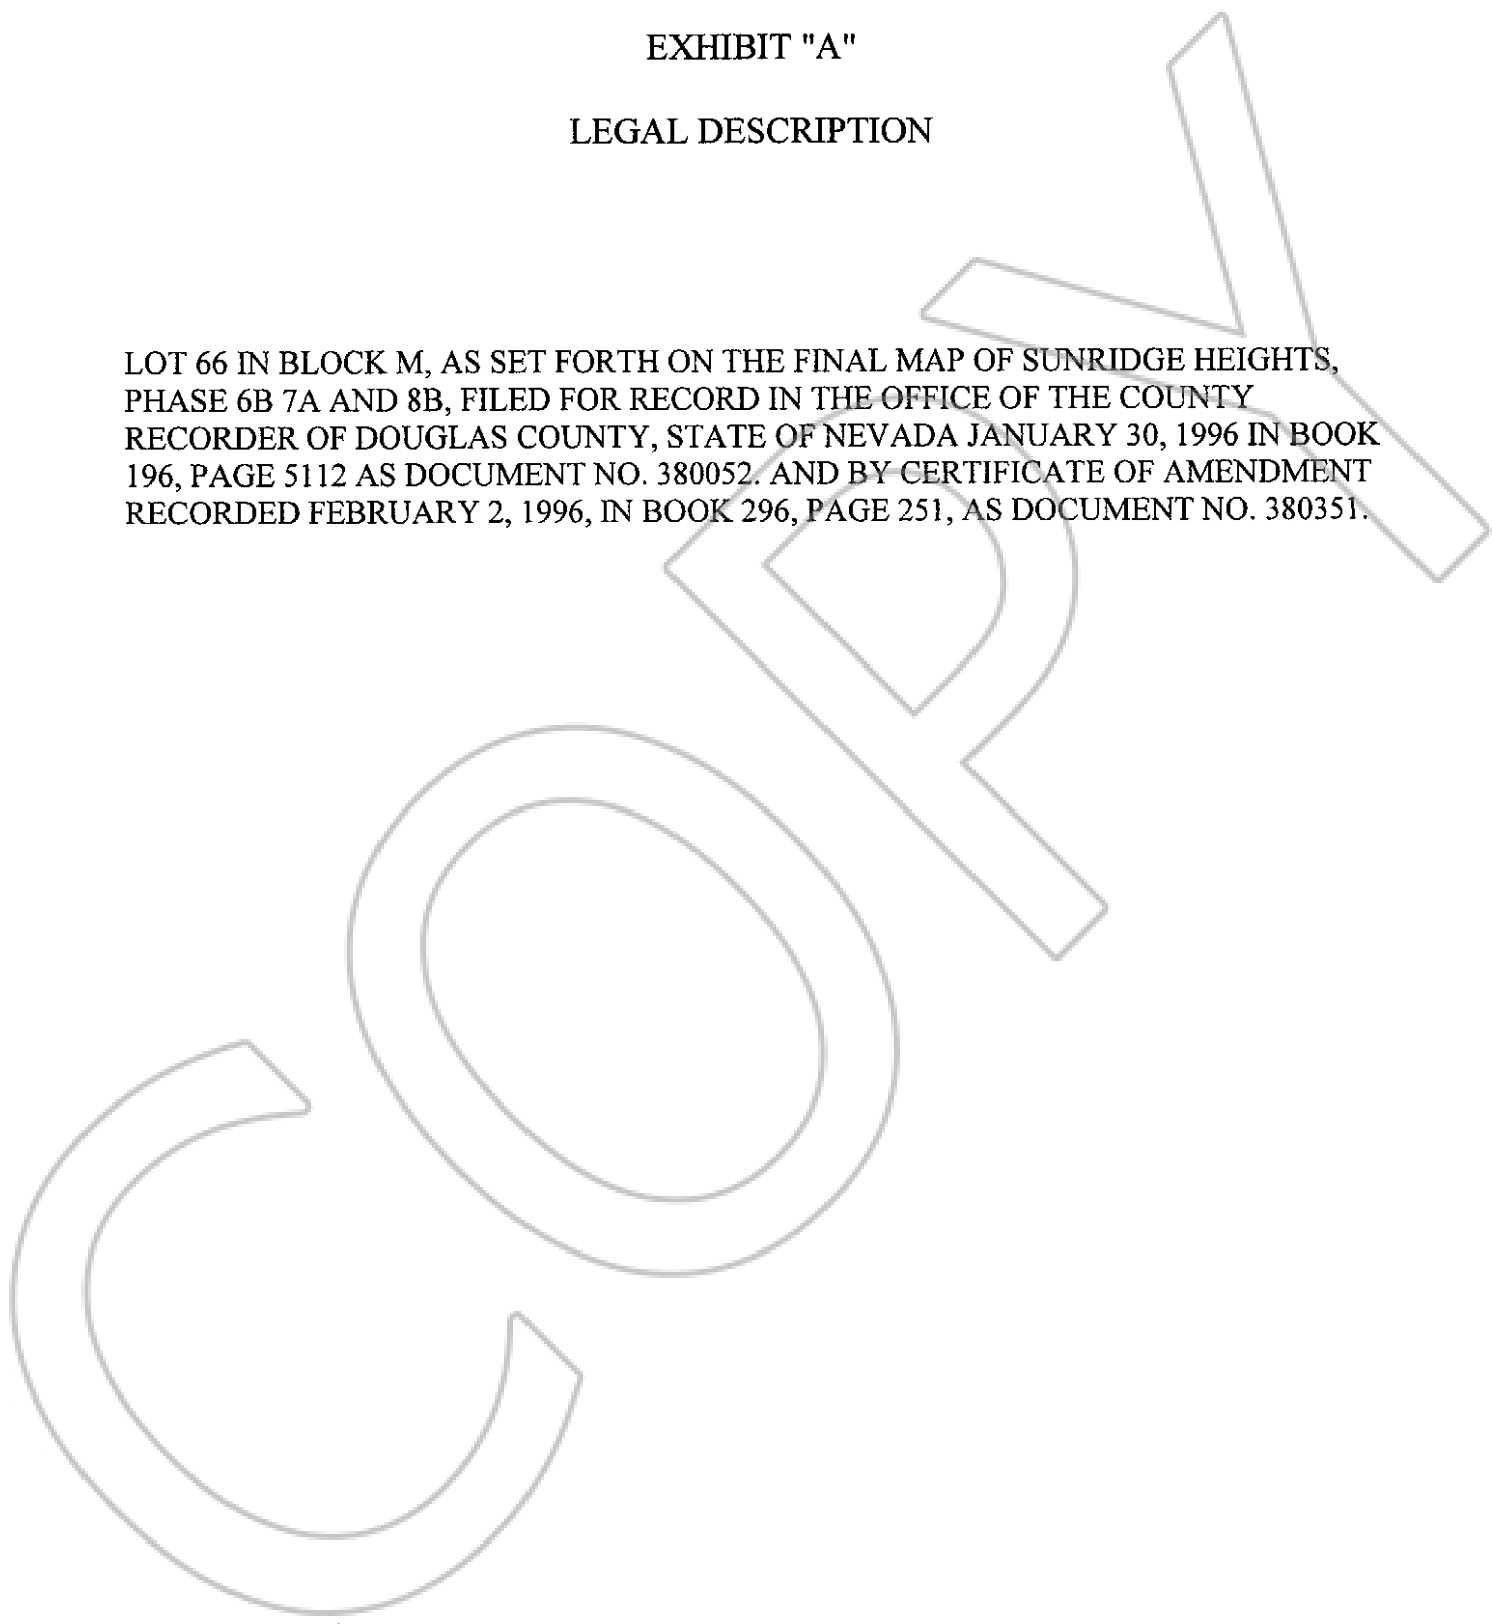 EXHIBIT "A"
LEGAL DESCRIPTION
LOT 66 IN BLOCK M, AS SET FORTH ON THE FINAL MAP OF SUNRIDGE HEIGHTS,
PHASE 6B 7A AND 8B, FILED FOR RECORD IN THE OFFICE OF THE COUNTY
RECORDER OF DOUGLAS COUNTY, STATE OF NEVADA JANUARY 30, 1996 IN BOOK
196, PAGE 5112 AS DOCUMENT NO. 380052. AND BY CERTIFICATE OF AMENDMENT
RECORDED FEBRUARY 2, 1996, IN BOOK 296, PAGE 251, AS DOCUMENT NO. 380351.
COPY